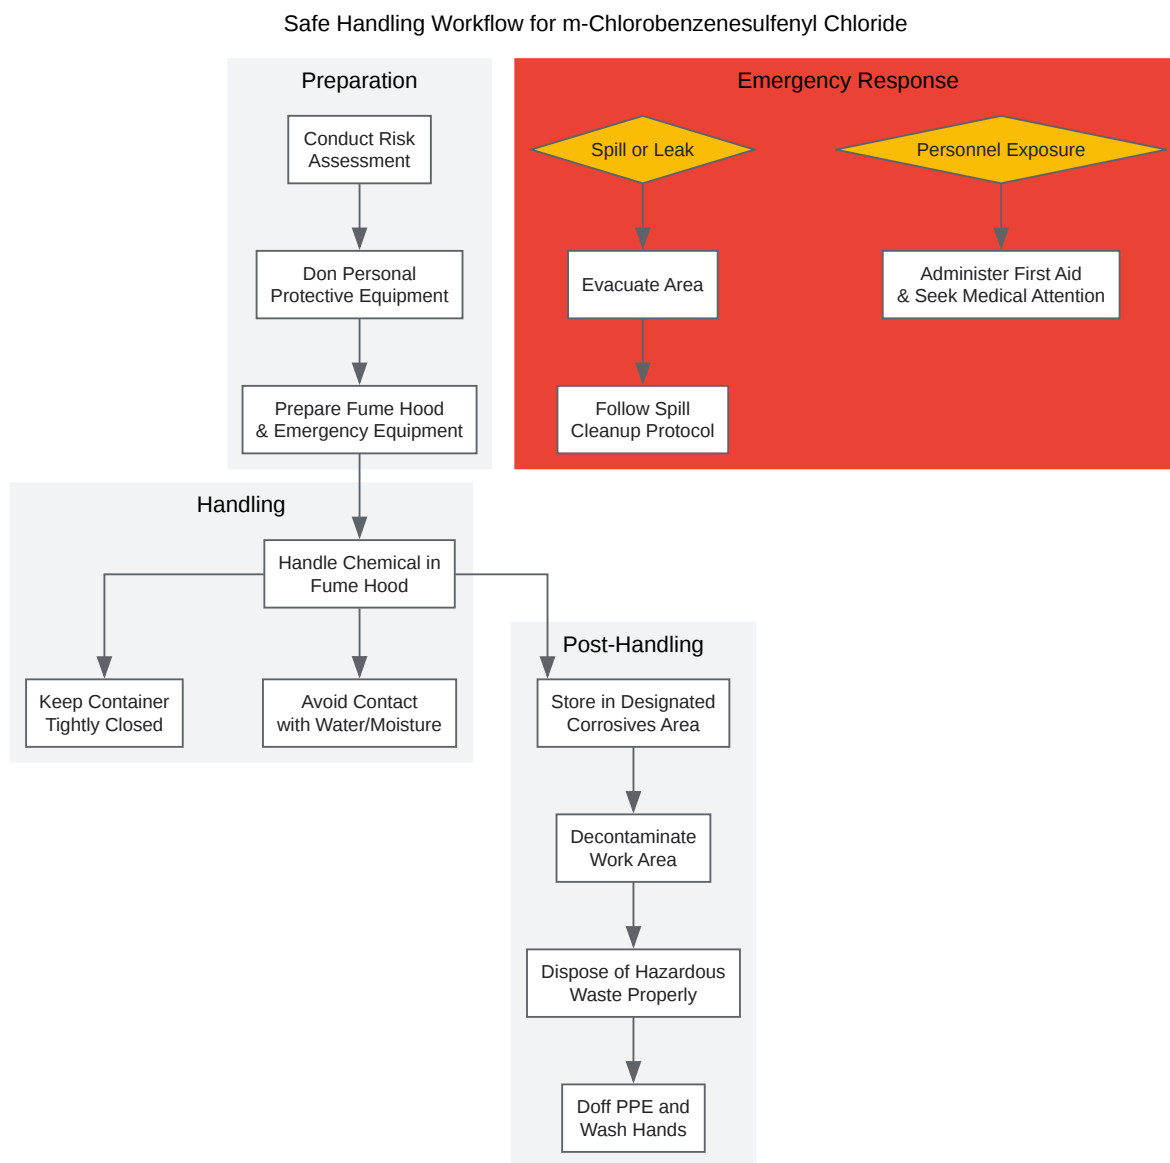 Safe Handling Workflow for m-Chlorobenzenesulfenyl Chloride
Preparation
Conduct Risk
Assessment
Don Personal
Protective Equipment
Prepare Fume Hood
& Emergency Equipment
Emergency Response
Spill or Leak
Evacuate Area
Follow Spill
Cleanup Protocol
Personnel Exposure
Administer First Aid
& Seek Medical Attention
Handling
Handle Chemical in
Fume Hood
Keep Container
Tightly Closed
Avoid Contact
with Water/Moisture
Post-Handling
Store in Designated
Corrosives Area
Decontaminate
Work Area
Dispose of Hazardous
Waste Properly
Doff PPE and
Wash Hands